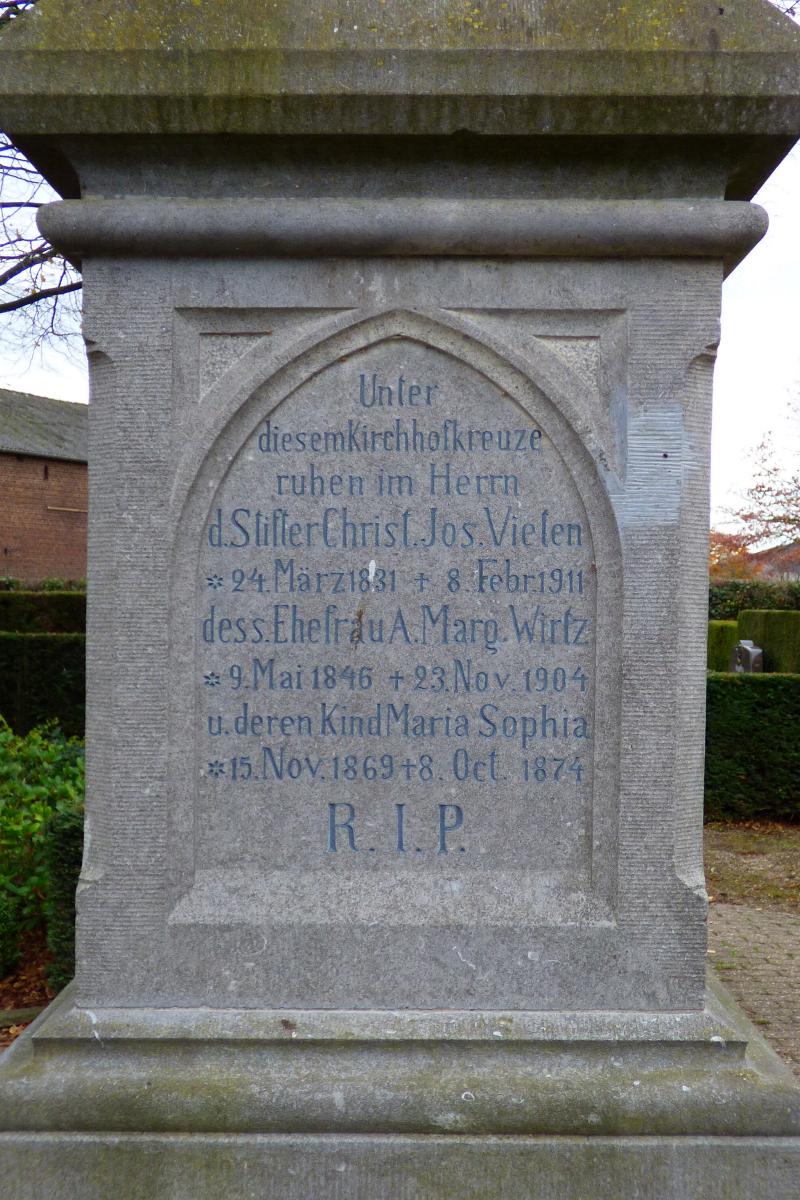 Unter
diesem Kirchhofkreuze
ruhen im Herrn
d. Stifter Christ. Jos. Vieten
* 24. März 1831 + 8. Febr. 1911
dess. Ehefrau A. Marg. Wirtz
* 9. Mai 1846 + 23. Nov. 1904
u. deren Kind Maria Sophia
* 15. Nov. 1869 + 8. Oct. 1874
R. I. P.